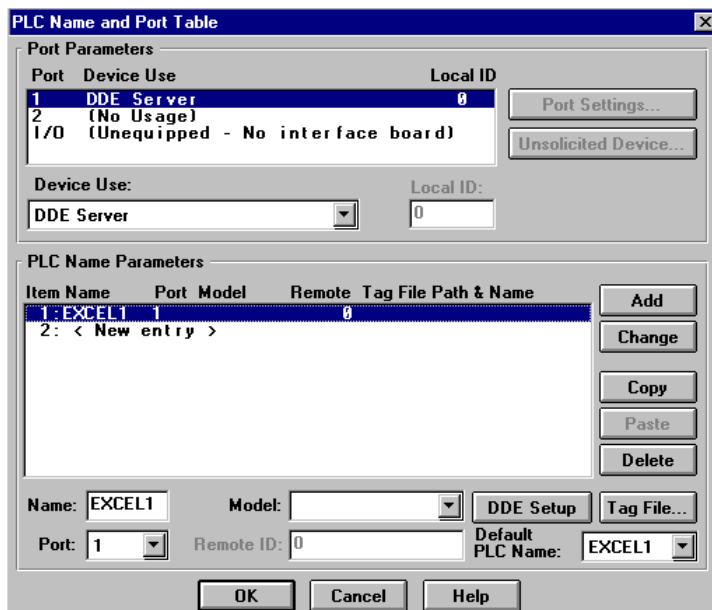 PLC Name and Port Table
Port Parameters
Port Device Use Local ID
1 DDE Server 0
2 (No Usage)
I/O (Unequipped - No interface board)
Port Settings...
Unsolicited Device...
Device Use:
Local ID:
DDE Server
0
PLC Name Parameters
Item Name Port Model Remote Tag File Path & Name
1:EXCEL1 1 0
2: < New entry >
Add
Change
Copy
Paste
Delete
Name: EXCEL1 Model: DDE Setup Tag File...
Port: 1 Remote ID: 0 Default PLC Name: EXCEL1
OK Cancel Help